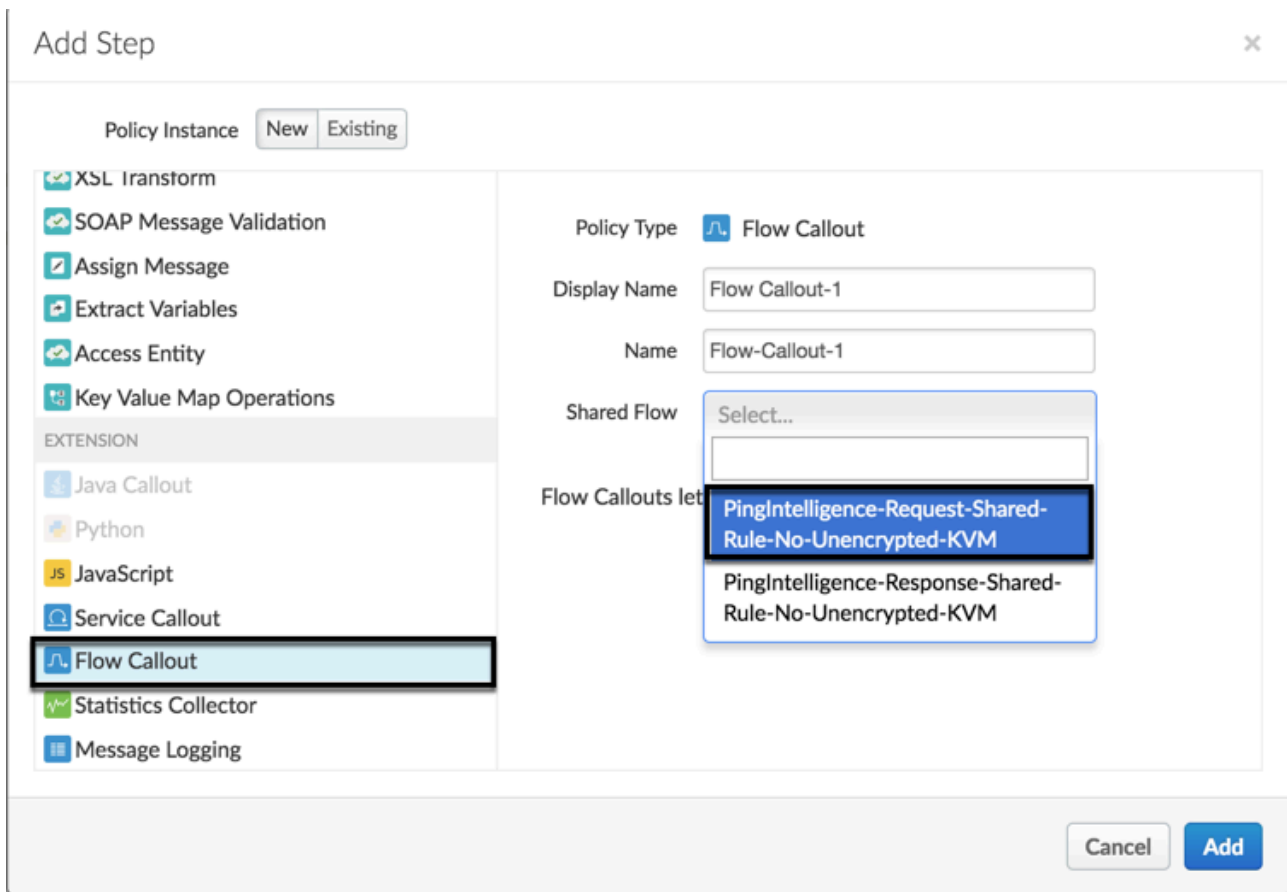 Add Step
×
Policy Instance New Existing
XSL Transform
SOAP Message Validation
Assign Message
Extract Variables
Access Entity
Key Value Map Operations
EXTENSION
Java Callout
Python
JS JavaScript
Service Callout
Flow Callout
Statistics Collector
Message Logging
Policy Type Flow Callout
Display Name Flow Callout-1
Name Flow-Callout-1
Shared Flow Select...
Flow Callouts let
PingIntelligence-Request-Shared-
Rule-No-Unencrypted-KVM
PingIntelligence-Response-Shared-
Rule-No-Unencrypted-KVM
Cancel Add